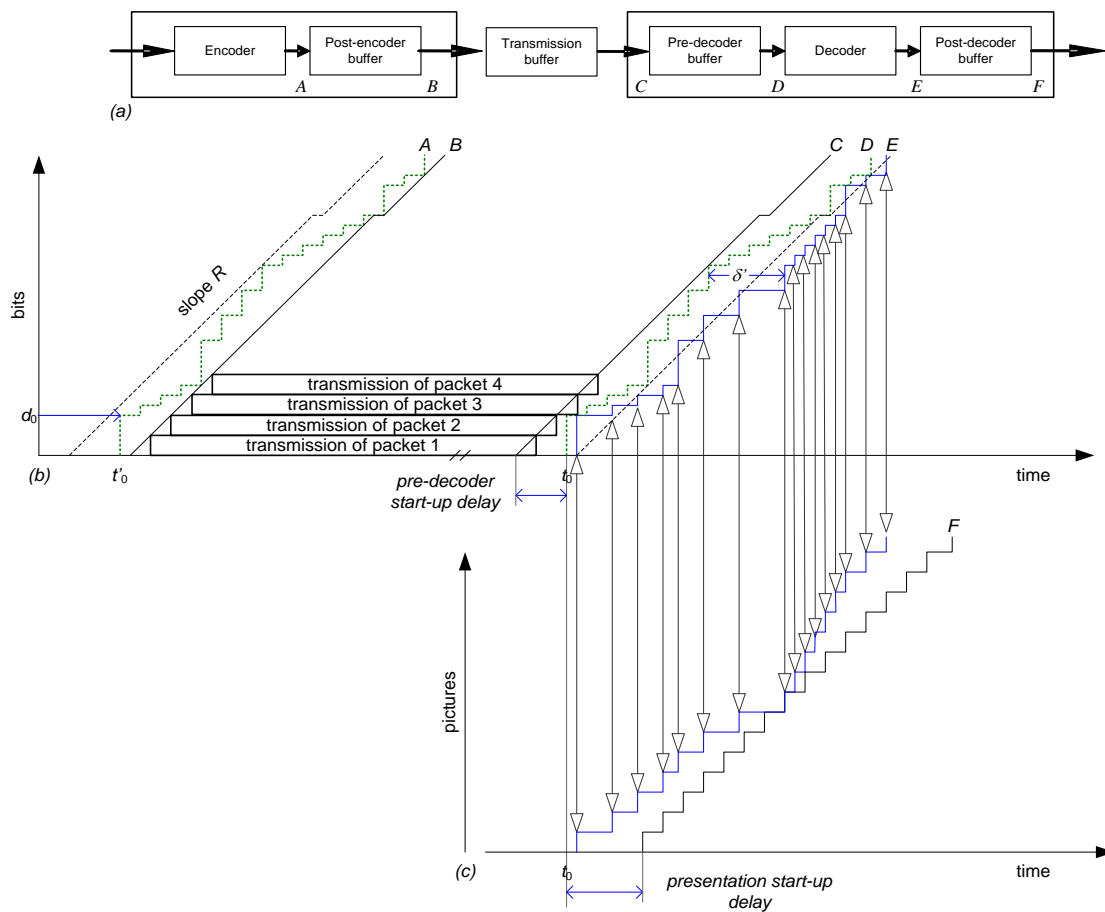 Encoder
Post-encoder
buffer
Transmission
buffer
Pre-decoder
buffer
Decoder
Post-decoder
buffer
A
B
C
D
E
F
(a)
A
B
C
D
E
bits
slope R
δ'
transmission of packet 4
transmission of packet 3
transmission of packet 2
transmission of packet 1
d₀
(b)
t'₀
pre-decoder
start-up delay
t₀
time
F
pictures
(c)
t₀
time
presentation start-up
delay